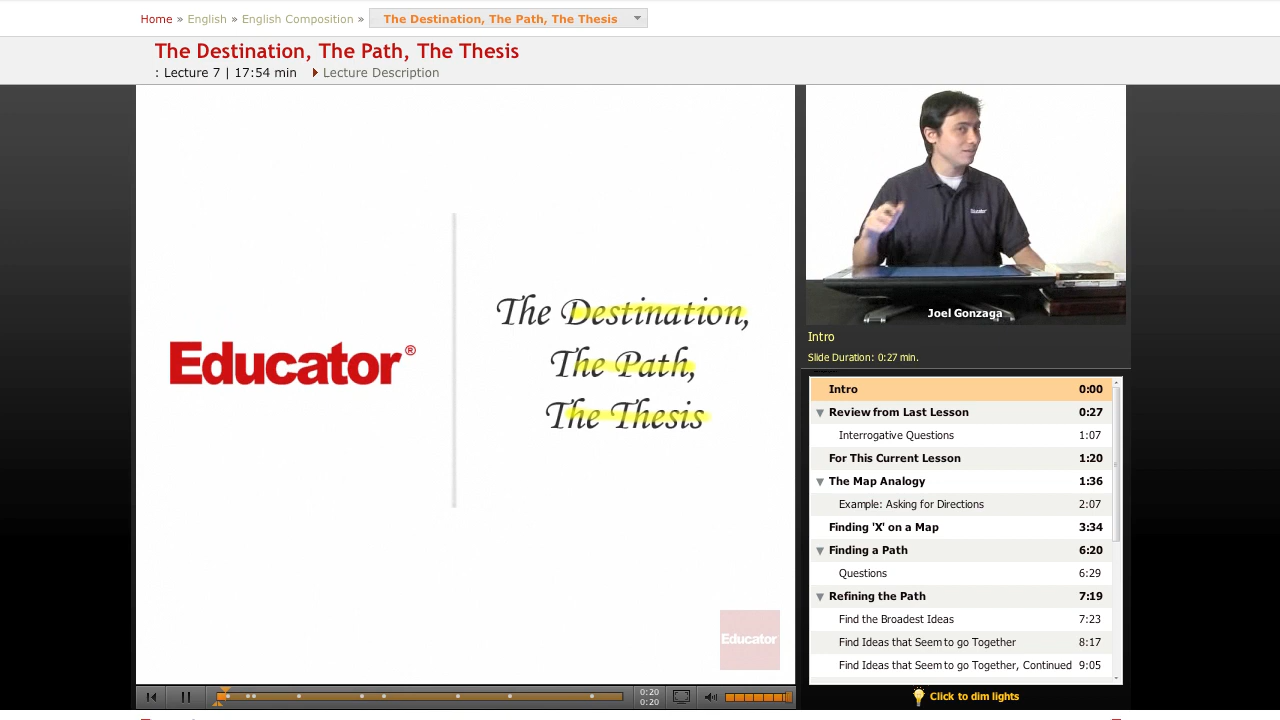 Home » English » English Composition » The Destination, The Path, The Thesis
The Destination, The Path, The Thesis
: Lecture 7 | 17:54 min Lecture Description
Educator®
The Destination,
The Path,
The Thesis
Educator
0:20
0:20
Educator
Joel Gonzaga
Intro
Slide Duration: 0:27 min.
Intro 0:00
Review from Last Lesson 0:27
Interrogative Questions 1:07
For This Current Lesson 1:20
The Map Analogy 1:36
Example: Asking for Directions 2:07
Finding 'X' on a Map 3:34
Finding a Path 6:20
Questions 6:29
Refining the Path 7:19
Find the Broadest Ideas 7:23
Find Ideas that Seem to go Together 8:17
Find Ideas that Seem to go Together, Continued 9:05
Click to dim lights